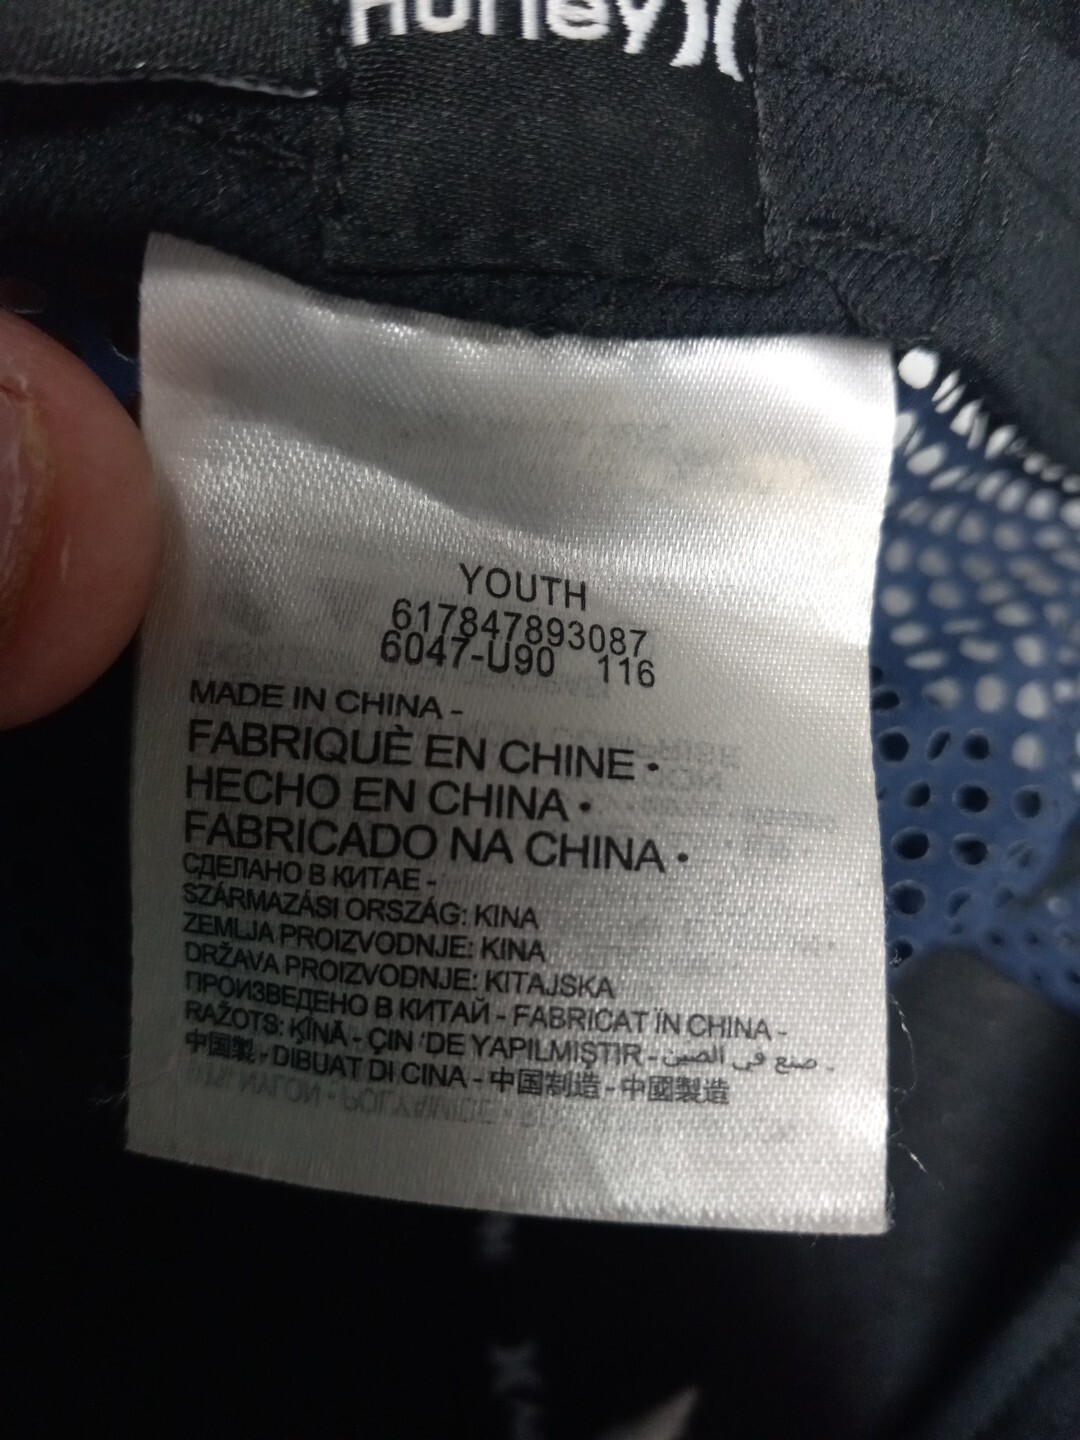 Hurley)(
YOUTH
617847893087
6047-U90 116
MADE IN CHINA -
FABRIQUÈ EN CHINE •
HECHO EN CHINA •
FABRICADO NA CHINA •
СДЕЛАНО В КИТАЕ -
SZÁRMAZÁSI ORSZÁG: KINA
ZEMLJA PROIZVODNJE: KINA
DRŽAVA PROIZVODNJE: KITAJSKA
ПРОИЗВЕДЕНО В КИТАЙ - FABRICAT ÎN CHINA -
RAŽOTS: ĶĪNĀ - ÇIN 'DE YAPILMIŞTIR - صنع في الصين -
中国製 - DIBUAT DI CINA - 中国制造 - 中國製造